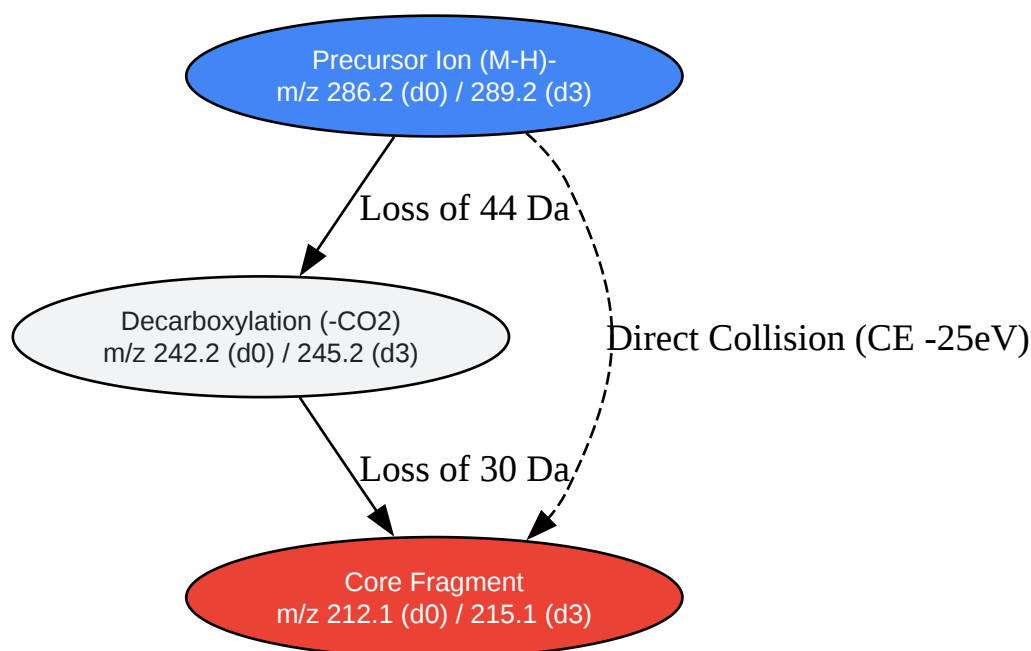 Precursor Ion (M-H)-
m/z 286.2 (d0) / 289.2 (d3)
Loss of 44 Da
Decarboxylation (-CO2)
m/z 242.2 (d0) / 245.2 (d3)
Direct Collision (CE -25eV)
Loss of 30 Da
Core Fragment
m/z 212.1 (d0) / 215.1 (d3)